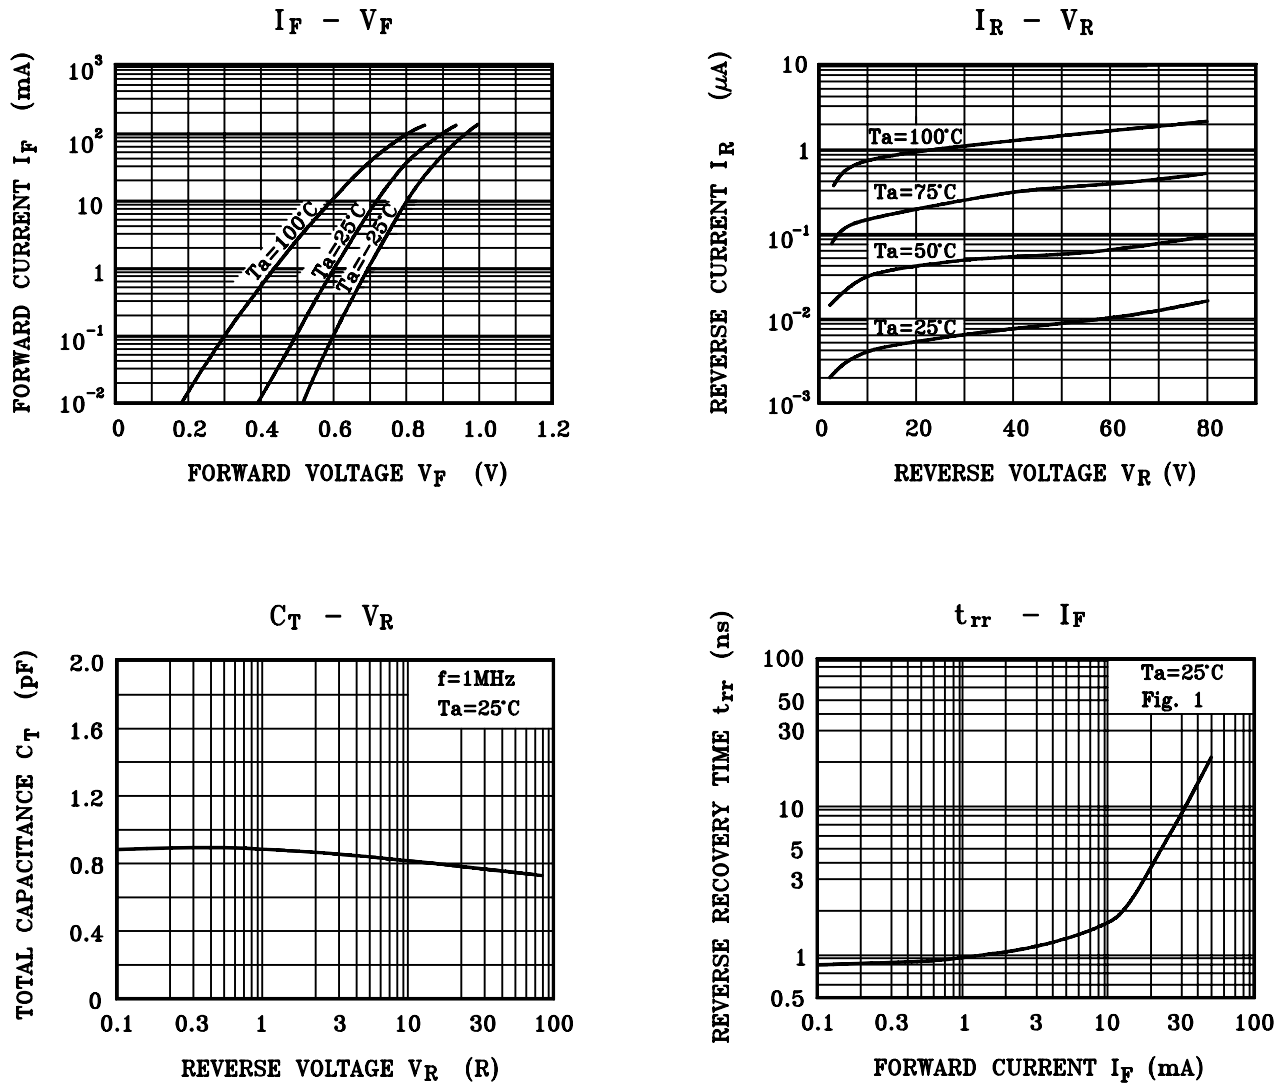 I_F – V_F
FORWARD CURRENT I_F (mA)
10³
10²
10
1
10⁻¹
10⁻²
Ta=100°C
Ta=25°C
Ta=−25°C
0 0.2 0.4 0.6 0.8 1.0 1.2
FORWARD VOLTAGE V_F (V)
I_R – V_R
REVERSE CURRENT I_R (μA)
10
1
10⁻¹
10⁻²
10⁻³
Ta=100°C
Ta=75°C
Ta=50°C
Ta=25°C
0 20 40 60 80
REVERSE VOLTAGE V_R (V)
C_T – V_R
TOTAL CAPACITANCE C_T (pF)
2.0
1.6
1.2
0.8
0.4
0
f=1MHz
Ta=25°C
0.1 0.3 1 3 10 30 100
REVERSE VOLTAGE V_R (R)
t_rr – I_F
REVERSE RECOVERY TIME t_rr (ns)
100
50
30
10
5
3
1
0.5
Ta=25°C
Fig. 1
0.1 0.3 1 3 10 30 100
FORWARD CURRENT I_F (mA)